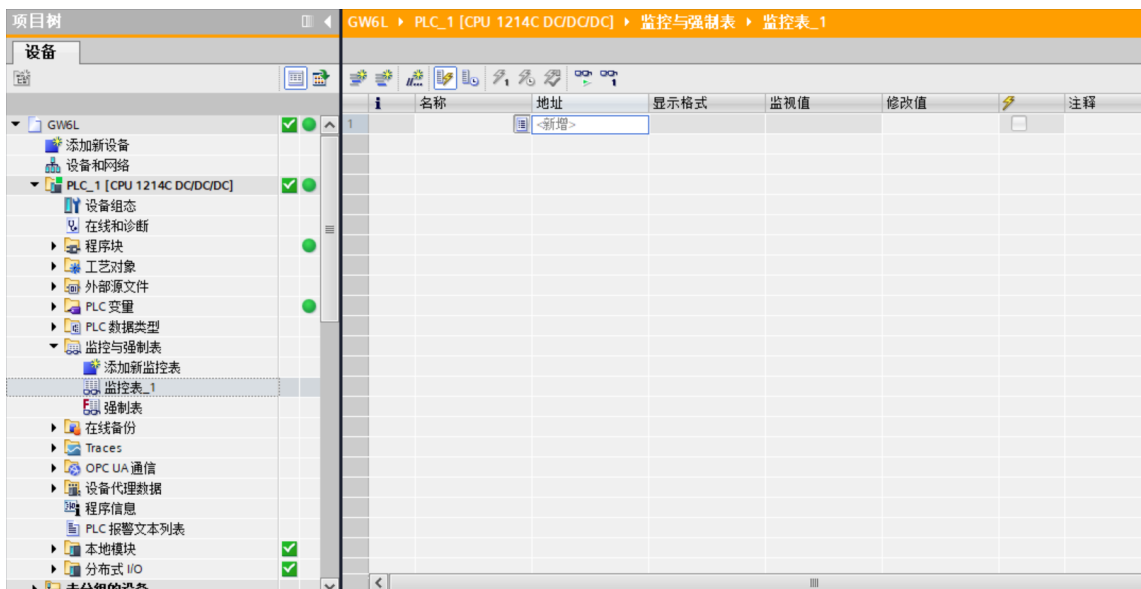 项目树
GW6L ▸ PLC_1 [CPU 1214C DC/DC/DC] ▸ 监控与强制表 ▸ 监控表_1
设备
i 名称 地址 显示格式 监视值 修改值 注释
1 <新增>
GW6L
添加新设备
设备和网络
PLC_1 [CPU 1214C DC/DC/DC]
设备组态
在线和诊断
程序块
工艺对象
外部源文件
PLC 变量
PLC 数据类型
监控与强制表
添加新监控表
监控表_1
强制表
在线备份
Traces
OPC UA 通信
设备代理数据
程序信息
PLC 报警文本列表
本地模块
分布式 I/O
未分组的设备